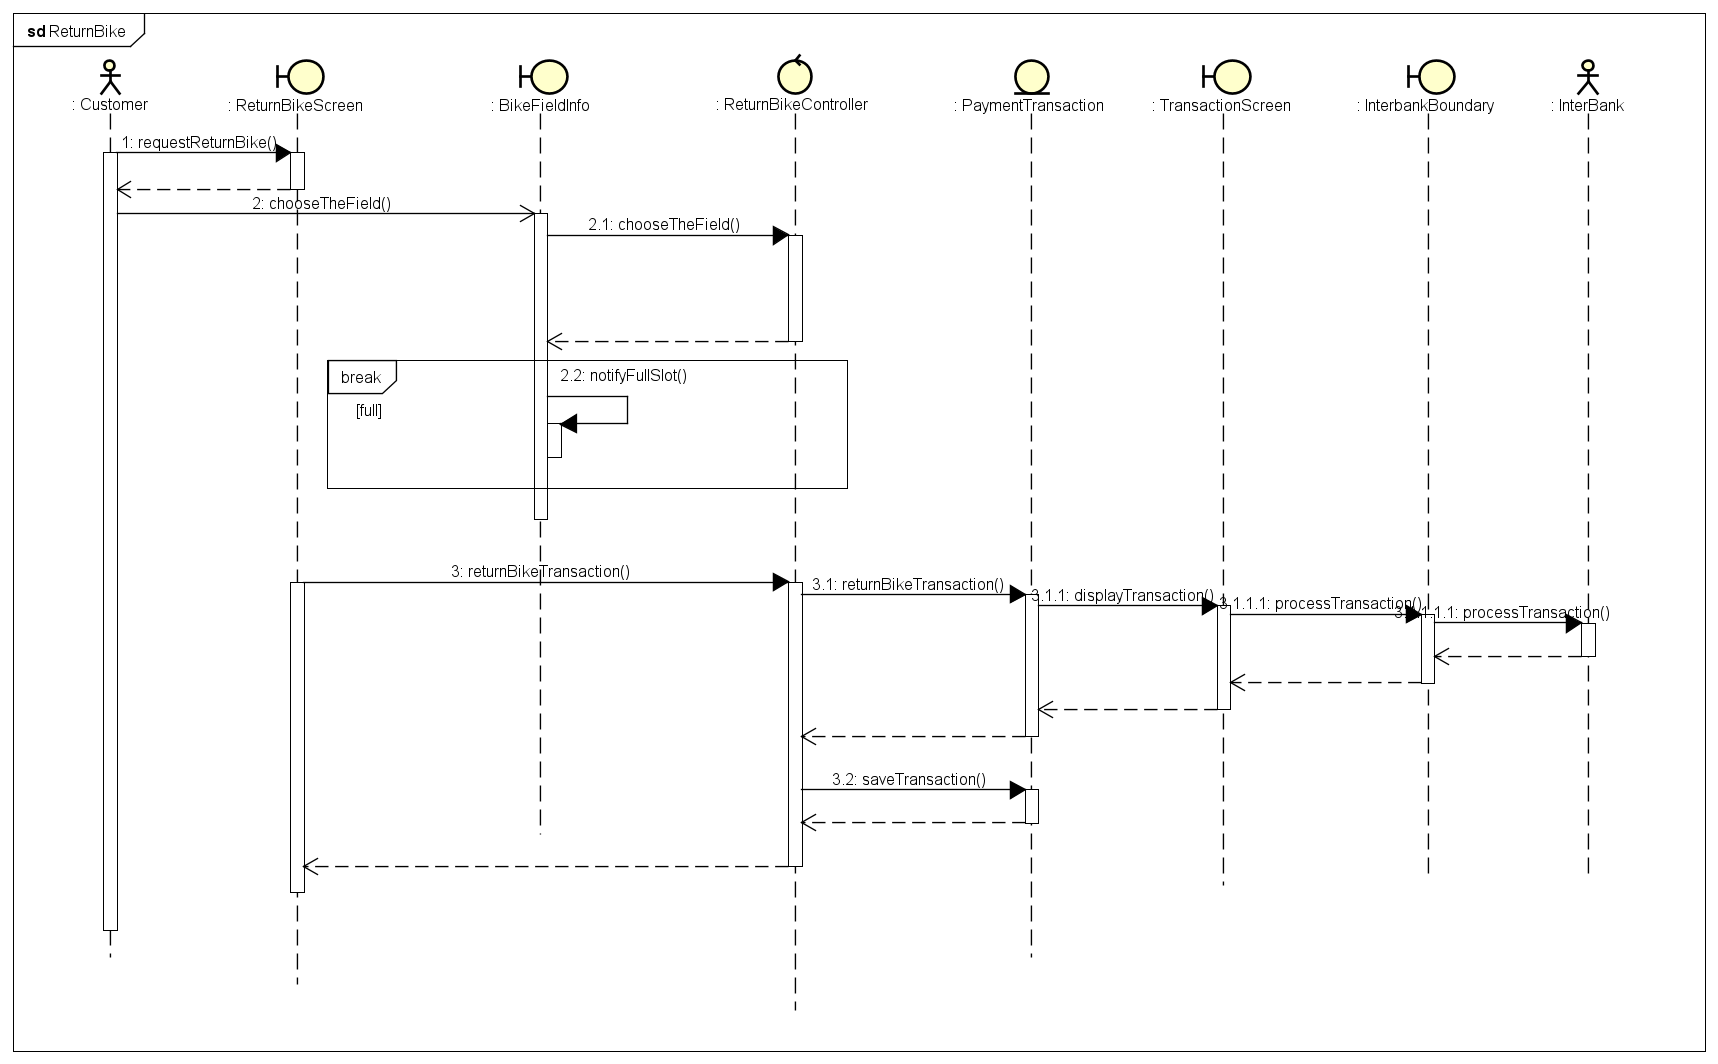 sd ReturnBike
: Customer
: ReturnBikeScreen
: BikeFieldInfo
: ReturnBikeController
: PaymentTransaction
: TransactionScreen
: InterbankBoundary
: InterBank
1: requestReturnBike()
2: chooseTheField()
2.1: chooseTheField()
break
2.2: notifyFullSlot()
[full]
3: returnBikeTransaction()
3.1: returnBikeTransaction()
3.1.1: displayTransaction()
3.1.1.1: processTransaction()
3.1.1.1.1: processTransaction()
3.2: saveTransaction()